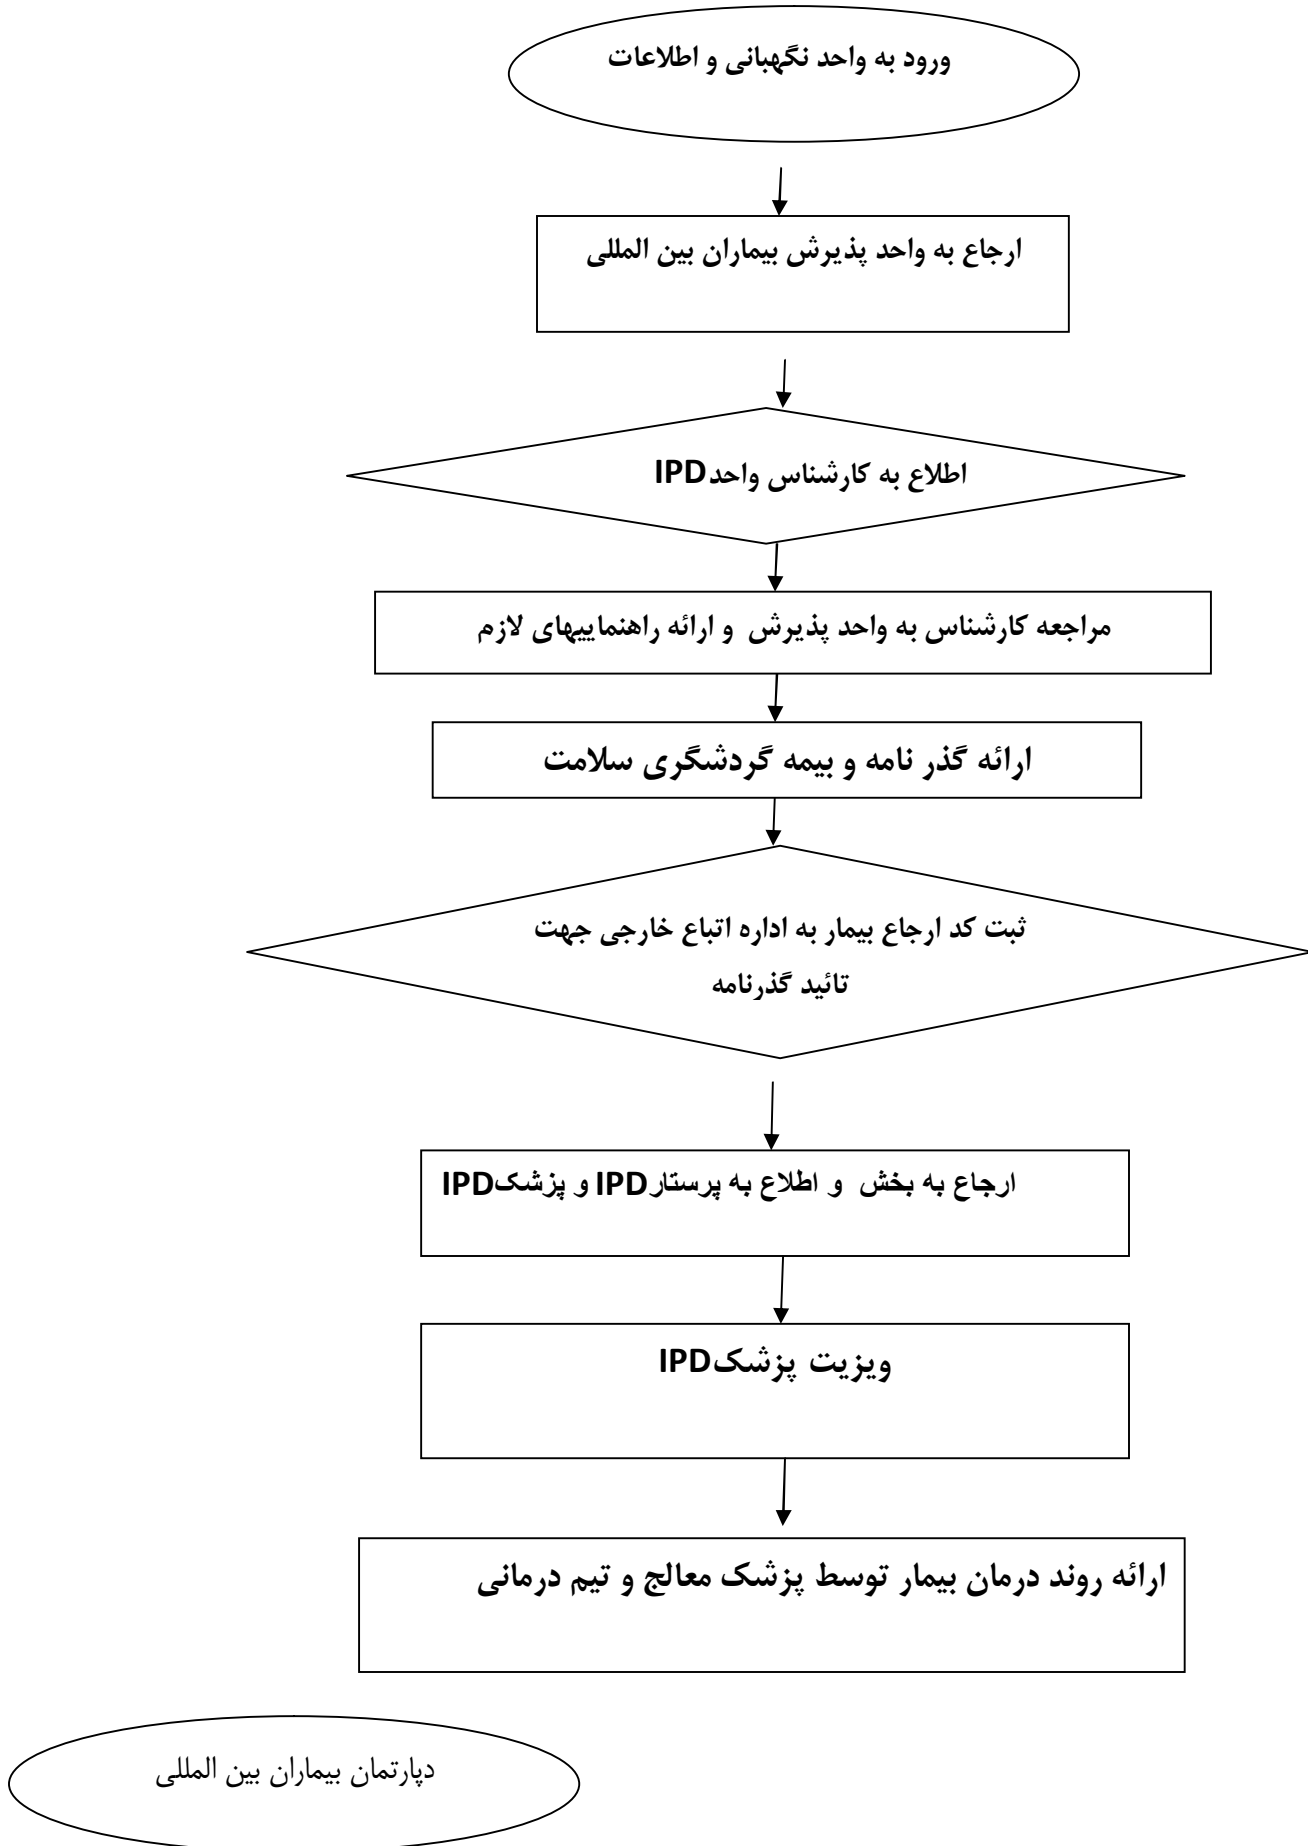 ورود به واحد نگهبانی و اطلاعات
ارجاع به واحد پذیرش بیماران بین المللی
اطلاع به کارشناس واحدIPD
مراجعه کارشناس به واحد پذیرش و ارائه راهنماییهای لازم
ارائه گذر نامه و بیمه گردشگری سلامت
ثبت کد ارجاع بیمار به اداره اتباع خارجی جهت
تائید گذرنامه
ارجاع به بخش و اطلاع به پرستارIPD و پزشکIPD
ویزیت پزشکIPD
ارائه روند درمان بیمار توسط پزشک معالج و تیم درمانی
دپارتمان بیماران بین المللی